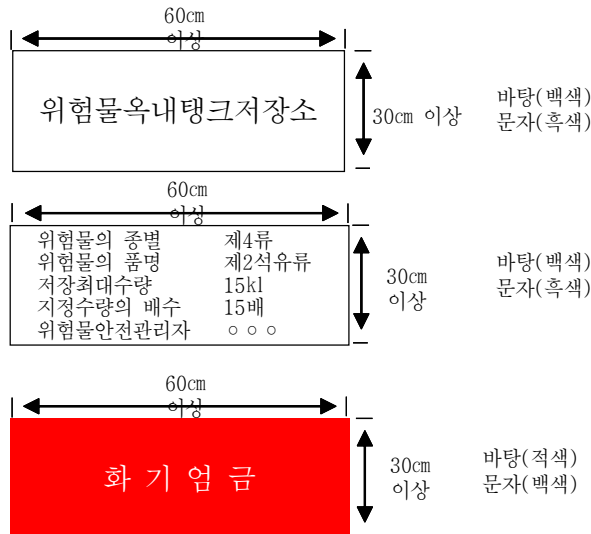 60cm
이상
위험물옥내탱크저장소
30cm 이상
바탕(백색)
문자(흑색)
60cm
이상
위험물의 종별 제4류
위험물의 품명 제2석유류
저장최대수량 15kl
지정수량의 배수 15배
위험물안전관리자 ○○○
30cm
이상
바탕(백색)
문자(흑색)
60cm
이상
화기엄금
30cm
이상
바탕(적색)
문자(백색)